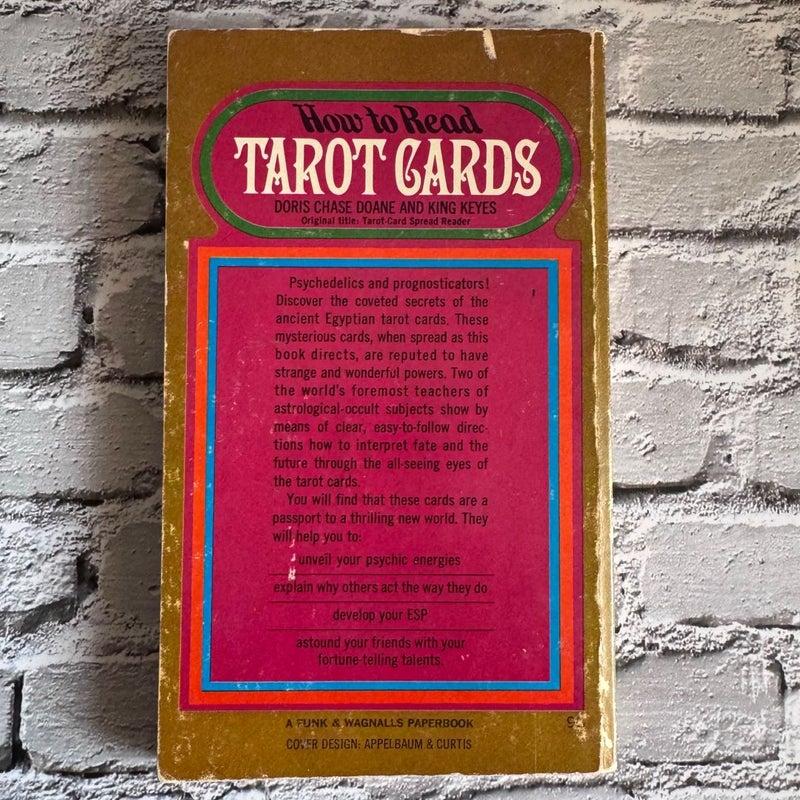 How to Read
TAROT CARDS
DORIS CHASE DOANE AND KING KEYES
Original title: Tarot-Card Spread Reader
Psychedelics and prognosticators!
Discover the coveted secrets of the
ancient Egyptian tarot cards. These
mysterious cards, when spread as this
book directs, are reputed to have
strange and wonderful powers. Two of
the world's foremost teachers of
astrological-occult subjects show by
means of clear, easy-to-follow direc-
tions how to interpret fate and the
future through the all-seeing eyes of
the tarot cards.
You will find that these cards are a
passport to a thrilling new world. They
will help you to:
unveil your psychic energies
explain why others act the way they do
develop your ESP
astound your friends with your
fortune-telling talents.
A FUNK & WAGNALLS PAPERBOOK
COVER DESIGN: APPELBAUM & CURTIS